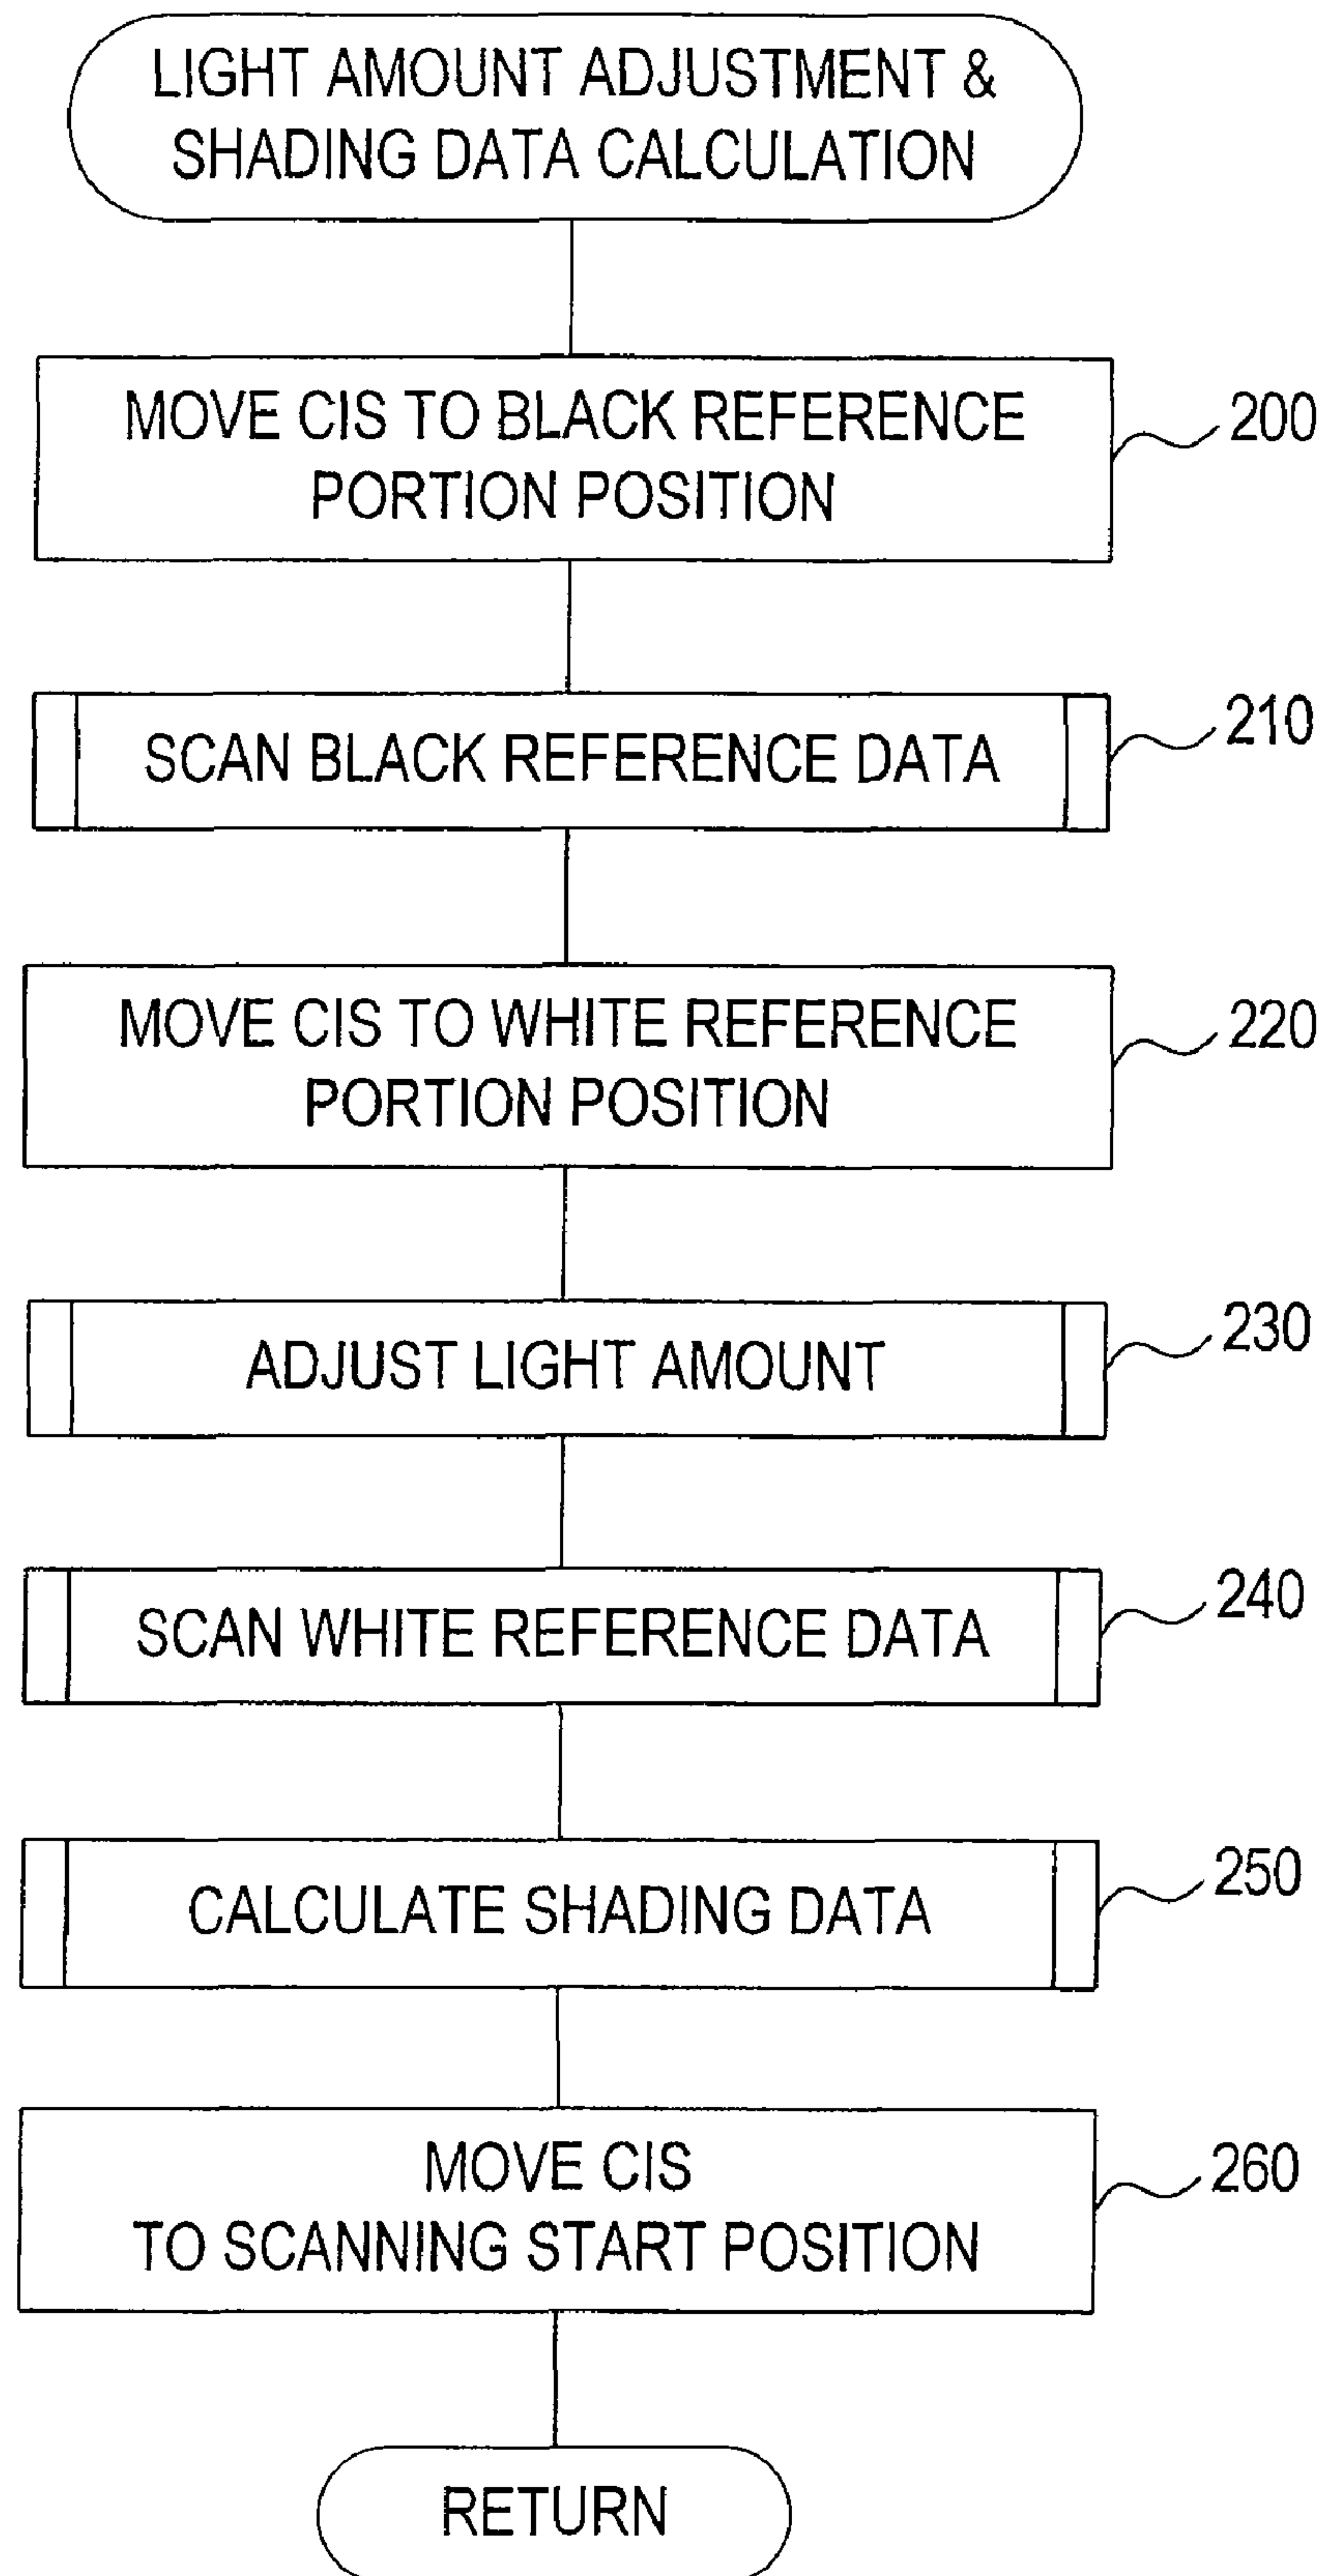 LIGHT AMOUNT ADJUSTMENT &
SHADING DATA CALCULATION
MOVE CIS TO BLACK REFERENCE
PORTION POSITION
200
SCAN BLACK REFERENCE DATA
210
MOVE CIS TO WHITE REFERENCE
PORTION POSITION
220
ADJUST LIGHT AMOUNT
230
SCAN WHITE REFERENCE DATA
240
CALCULATE SHADING DATA
250
MOVE CIS
TO SCANNING START POSITION
260
RETURN